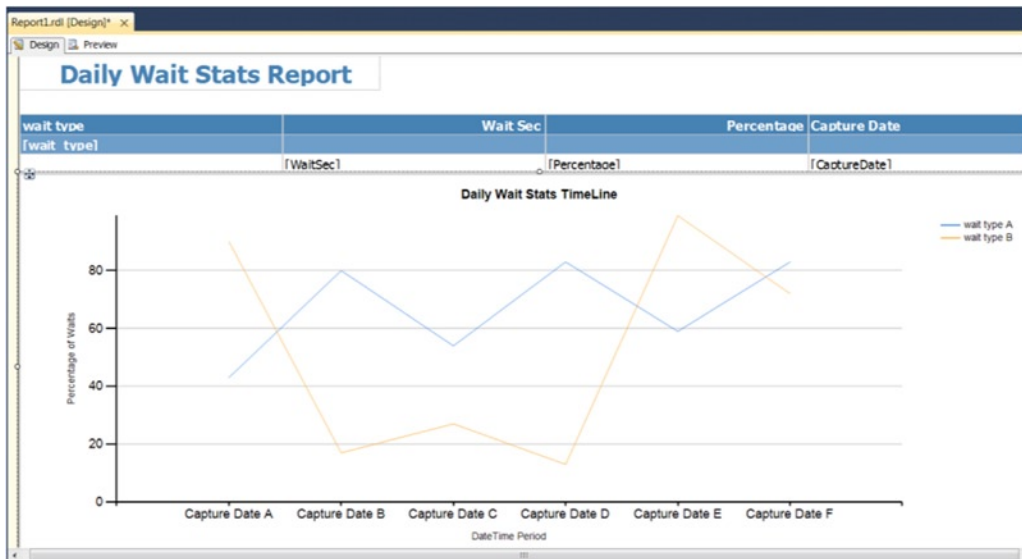 Report1.rdl [Design]* ×
Design Preview
Daily Wait Stats Report
wait type Wait Sec Percentage Capture Date
[wait_type]
[WaitSec] [Percentage] [CaptureDate]
Daily Wait Stats TimeLine
wait type A
wait type B
80
60
40
20
0
Percentage of Waits
Capture Date A Capture Date B Capture Date C Capture Date D Capture Date E Capture Date F
DateTime Period